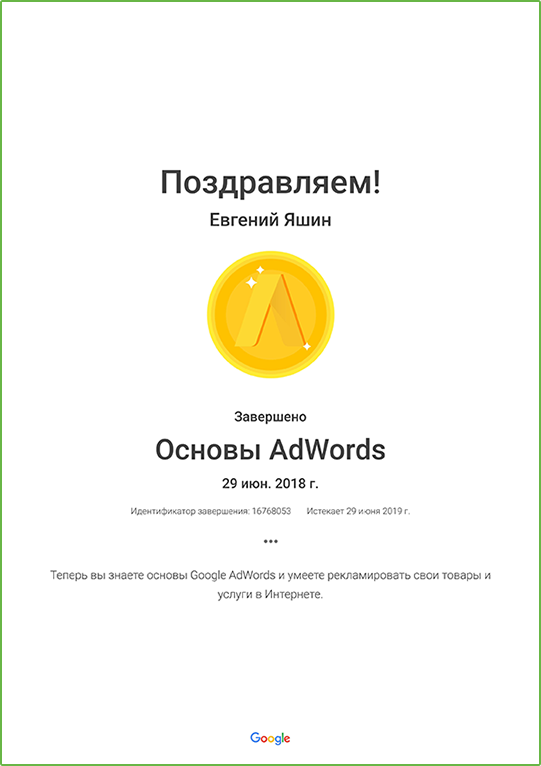 Поздравляем!
Евгений Яшин
Завершено
Основы AdWords
29 июн. 2018 г.
Идентификатор завершения: 16768053 Истекает 29 июня 2019 г.
•••
Теперь вы знаете основы Google AdWords и умеете рекламировать свои товары и
услуги в Интернете.
Google